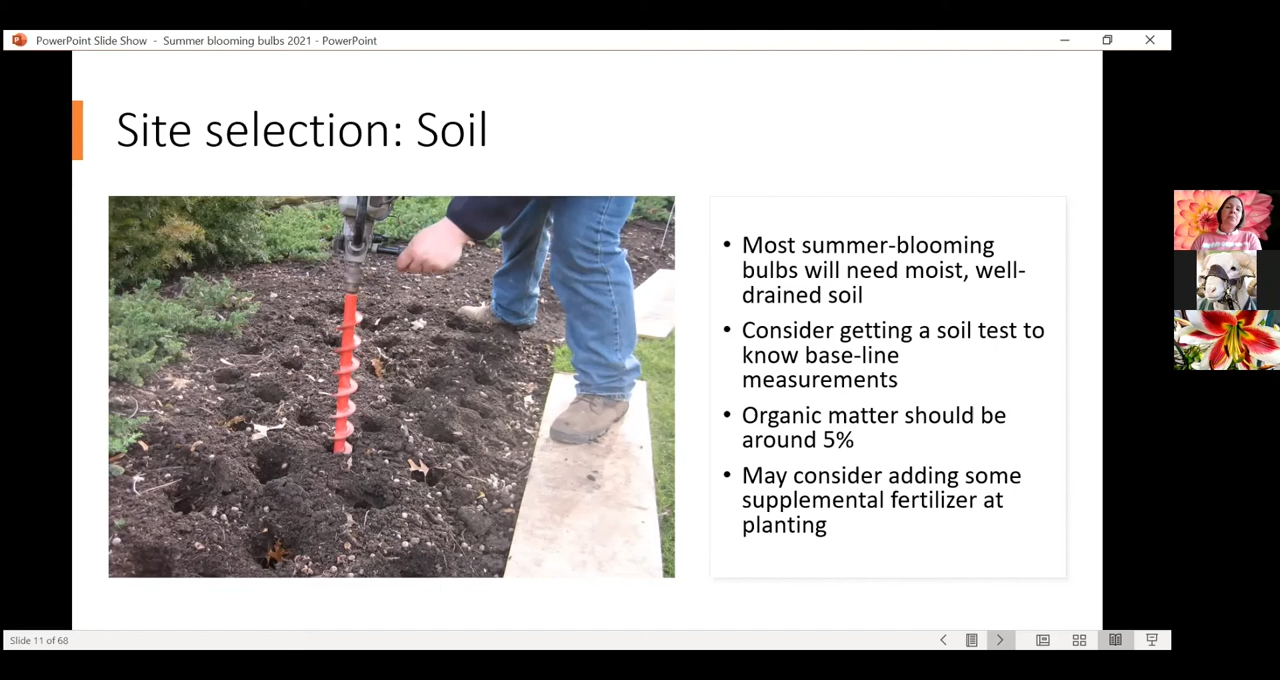 PowerPoint Slide Show - Summer blooming bulbs 2021 - PowerPoint
Site selection: Soil
• Most summer-blooming
bulbs will need moist, well-
drained soil
• Consider getting a soil test to
know base-line
measurements
• Organic matter should be
around 5%
• May consider adding some
supplemental fertilizer at
planting
Slide 11 of 68